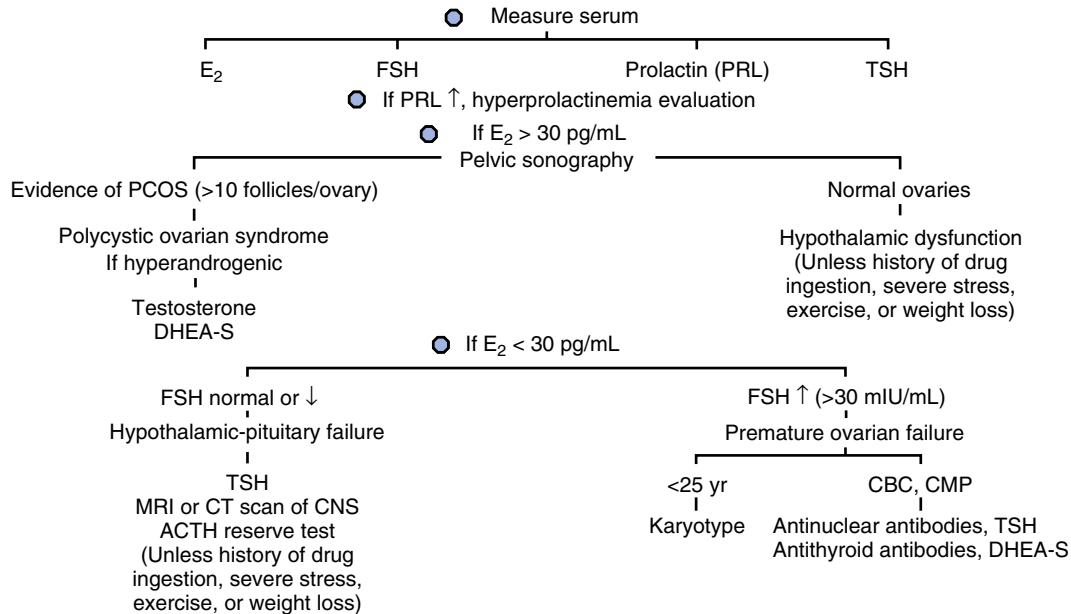 Measure serum
E₂ FSH Prolactin (PRL) TSH
If PRL ↑, hyperprolactinemia evaluation
If E₂ > 30 pg/mL
Pelvic sonography
Evidence of PCOS (>10 follicles/ovary)
Polycystic ovarian syndrome
If hyperandrogenic
Testosterone
DHEA-S
Normal ovaries
Hypothalamic dysfunction
(Unless history of drug
ingestion, severe stress,
exercise, or weight loss)
If E₂ < 30 pg/mL
FSH normal or ↓
Hypothalamic-pituitary failure
TSH
MRI or CT scan of CNS
ACTH reserve test
(Unless history of drug
ingestion, severe stress,
exercise, or weight loss)
FSH ↑ (>30 mIU/mL)
Premature ovarian failure
<25 yr
Karyotype
CBC, CMP
Antinuclear antibodies, TSH
Antithyroid antibodies, DHEA-S